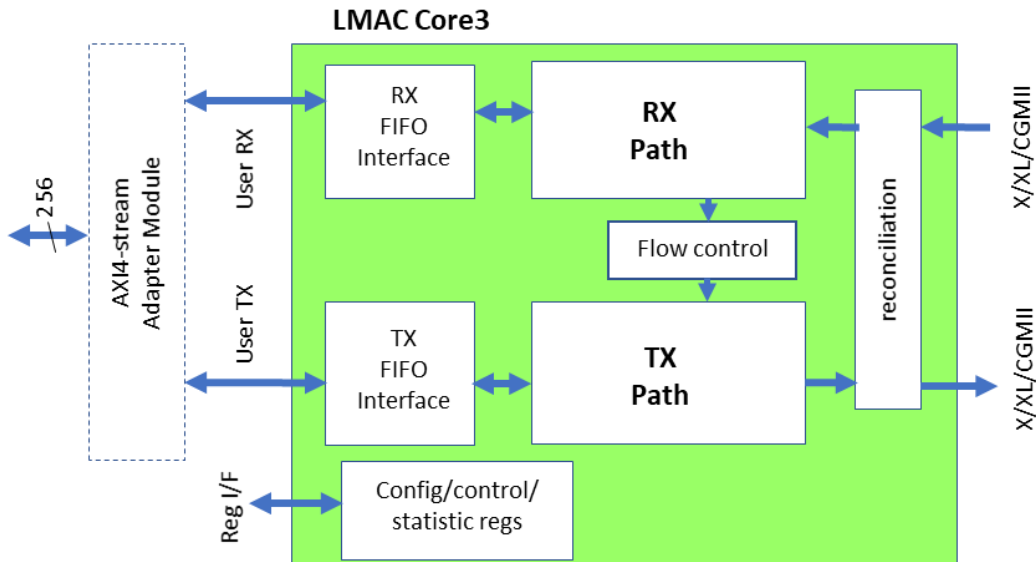 LMAC Core3
256
AXI4-stream
Adapter Module
User RX
RX
FIFO
Interface
RX
Path
X/XL/CGMII
Flow control
reconciliation
User TX
TX
FIFO
Interface
TX
Path
X/XL/CGMII
Reg I/F
Config/control/
statistic regs